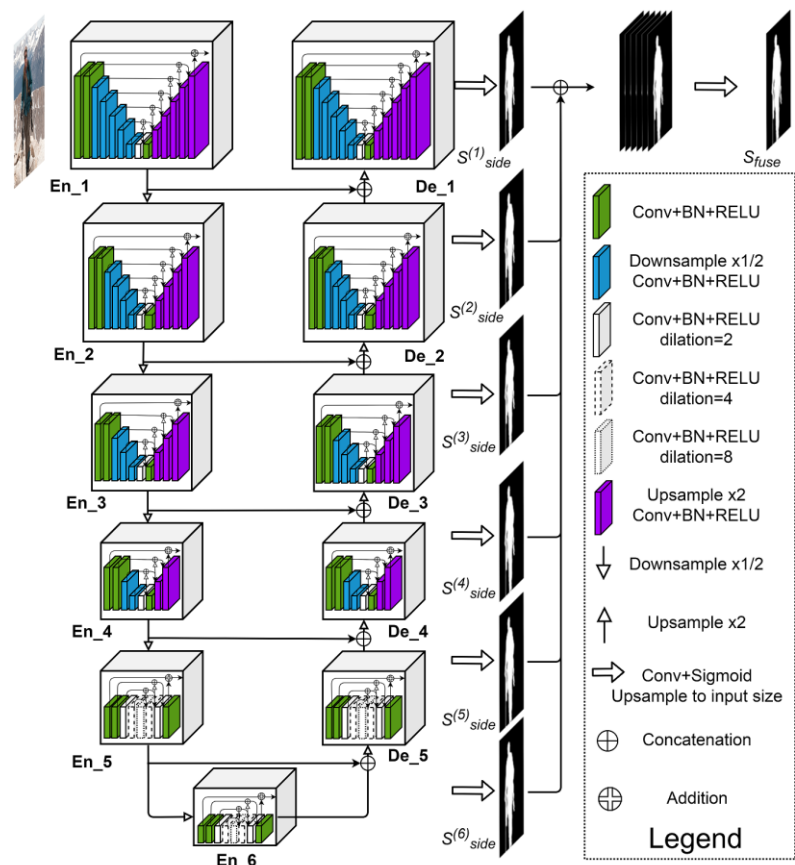 En_1
De_1
S(1)side
Sfuse
En_2
De_2
S(2)side
En_3
De_3
S(3)side
En_4
De_4
S(4)side
En_5
De_5
S(5)side
En_6
S(6)side
Conv+BN+RELU
Downsample x1/2
Conv+BN+RELU
Conv+BN+RELU
dilation=2
Conv+BN+RELU
dilation=4
Conv+BN+RELU
dilation=8
Upsample x2
Conv+BN+RELU
Downsample x1/2
Upsample x2
Conv+Sigmoid
Upsample to input size
Concatenation
Addition
Legend